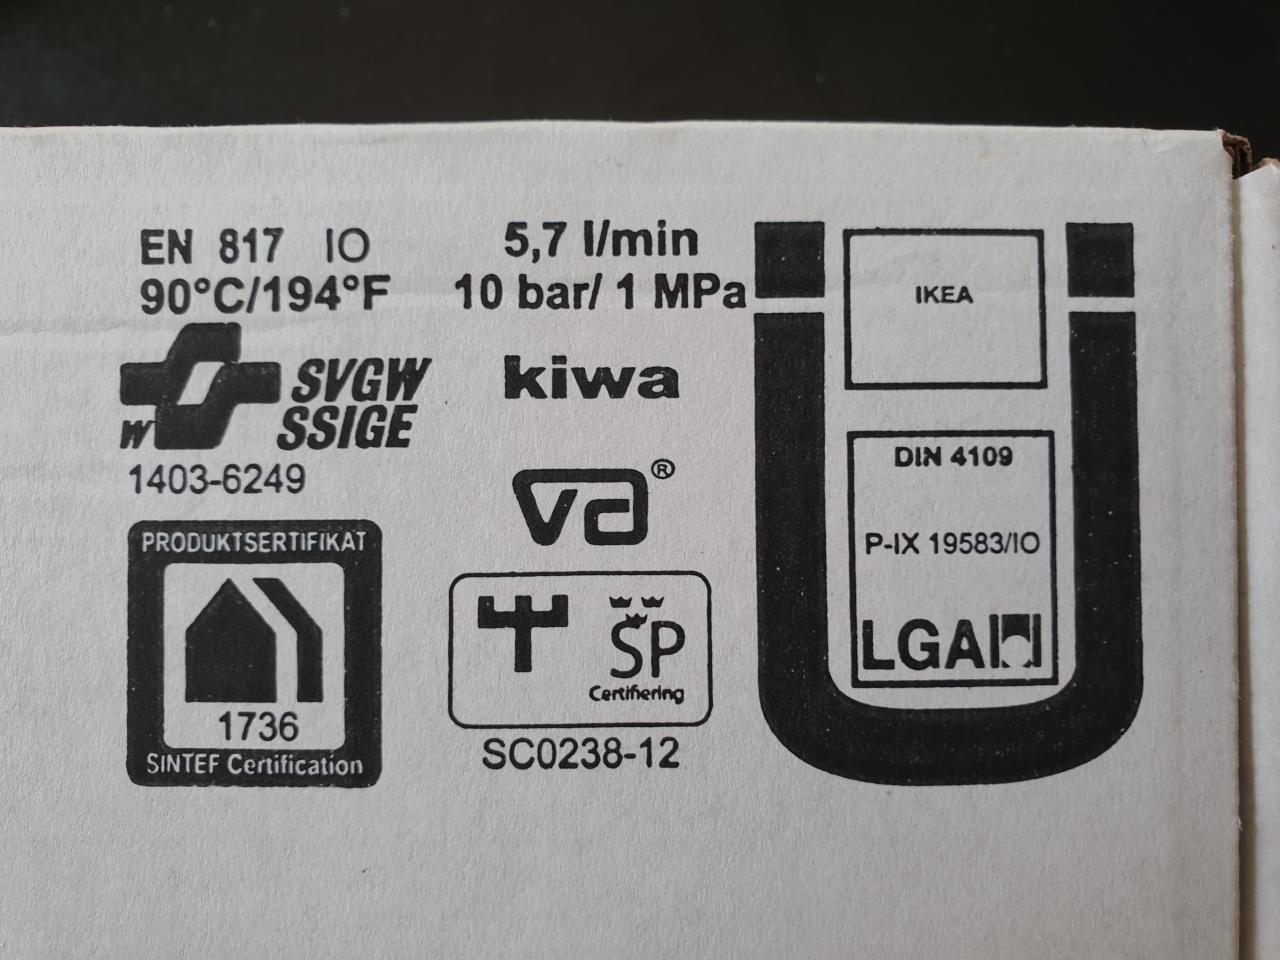 EN 817 IO
90°C/194°F
5,7 l/min
10 bar/ 1 MPa
SVGW
SSIGE
W
1403-6249
kiwa
va®
PRODUKTSERTIFIKAT
1736
SINTEF Certification
SP
Certifiering
SC0238-12
IKEA
DIN 4109
P-IX 19583/IO
LGA